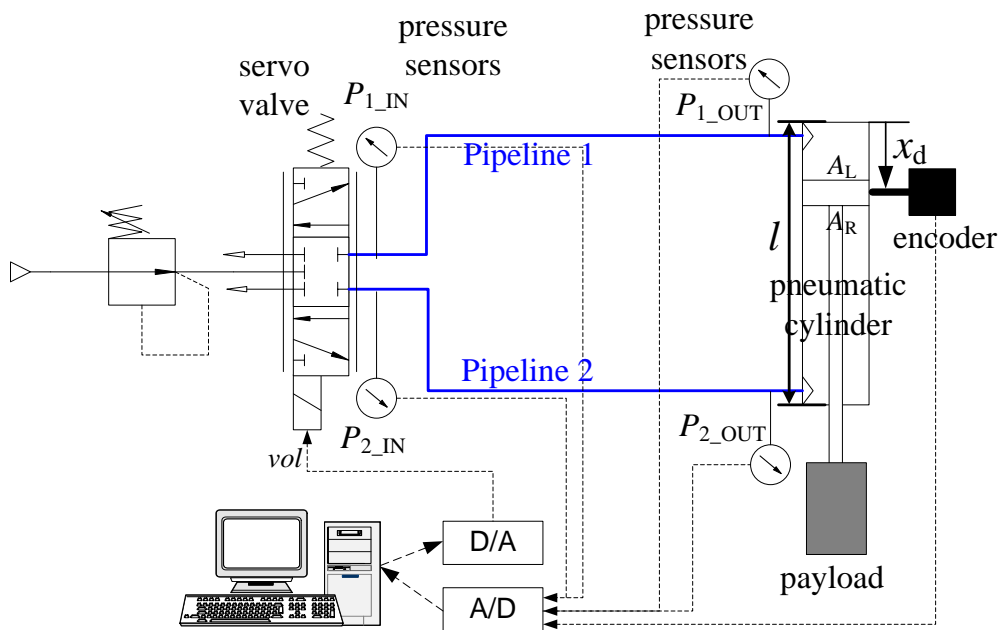 pressure
sensors
pressure
sensors
servo
valve
P1_IN
P1_OUT
Pipeline 1
xd
AL
AR
encoder
l
pneumatic
cylinder
Pipeline 2
P2_IN
P2_OUT
vol
D/A
A/D
payload